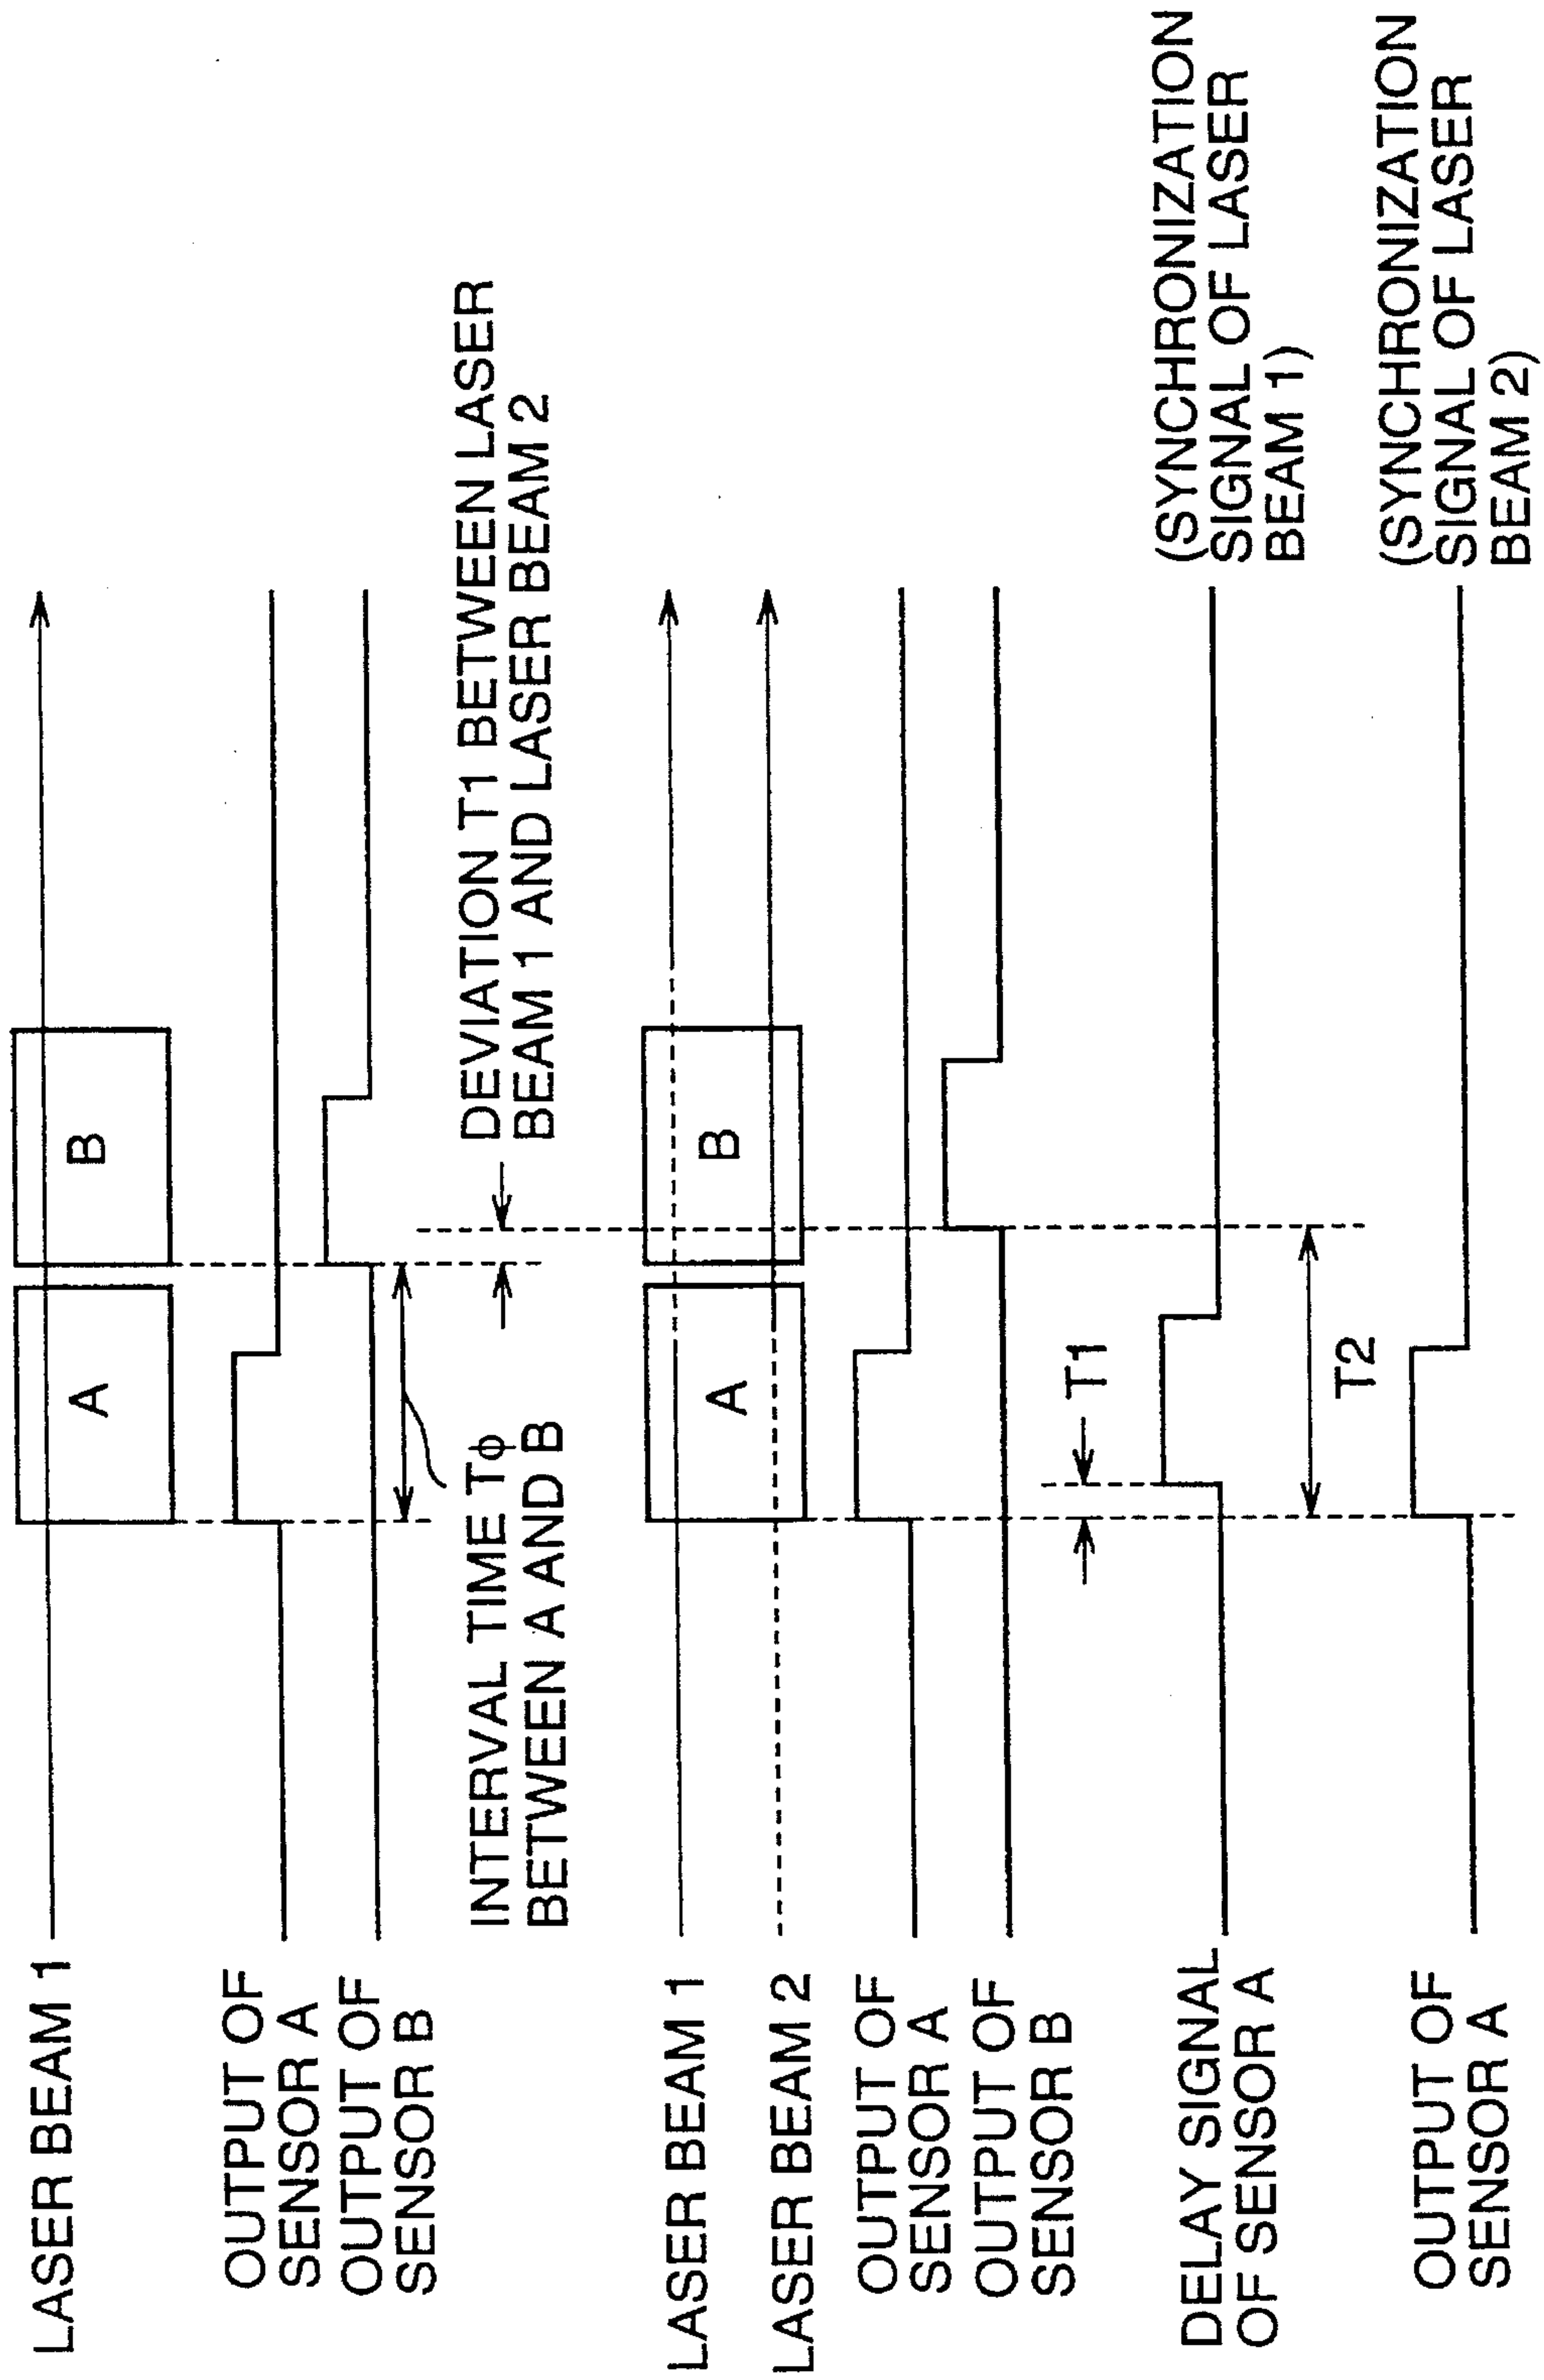 LASER BEAM 1
A
B
OUTPUT OF
SENSOR A
OUTPUT OF
SENSOR B
INTERVAL TIME Tϕ
BETWEEN A AND B
DEVIATION T1 BETWEEN LASER
BEAM 1 AND LASER BEAM 2
LASER BEAM 1
A
B
LASER BEAM 2
OUTPUT OF
SENSOR A
OUTPUT OF
SENSOR B
T1
DELAY SIGNAL
OF SENSOR A
(SYNCHRONIZATION
SIGNAL OF LASER
BEAM 1)
T2
OUTPUT OF
SENSOR A
(SYNCHRONIZATION
SIGNAL OF LASER
BEAM 2)